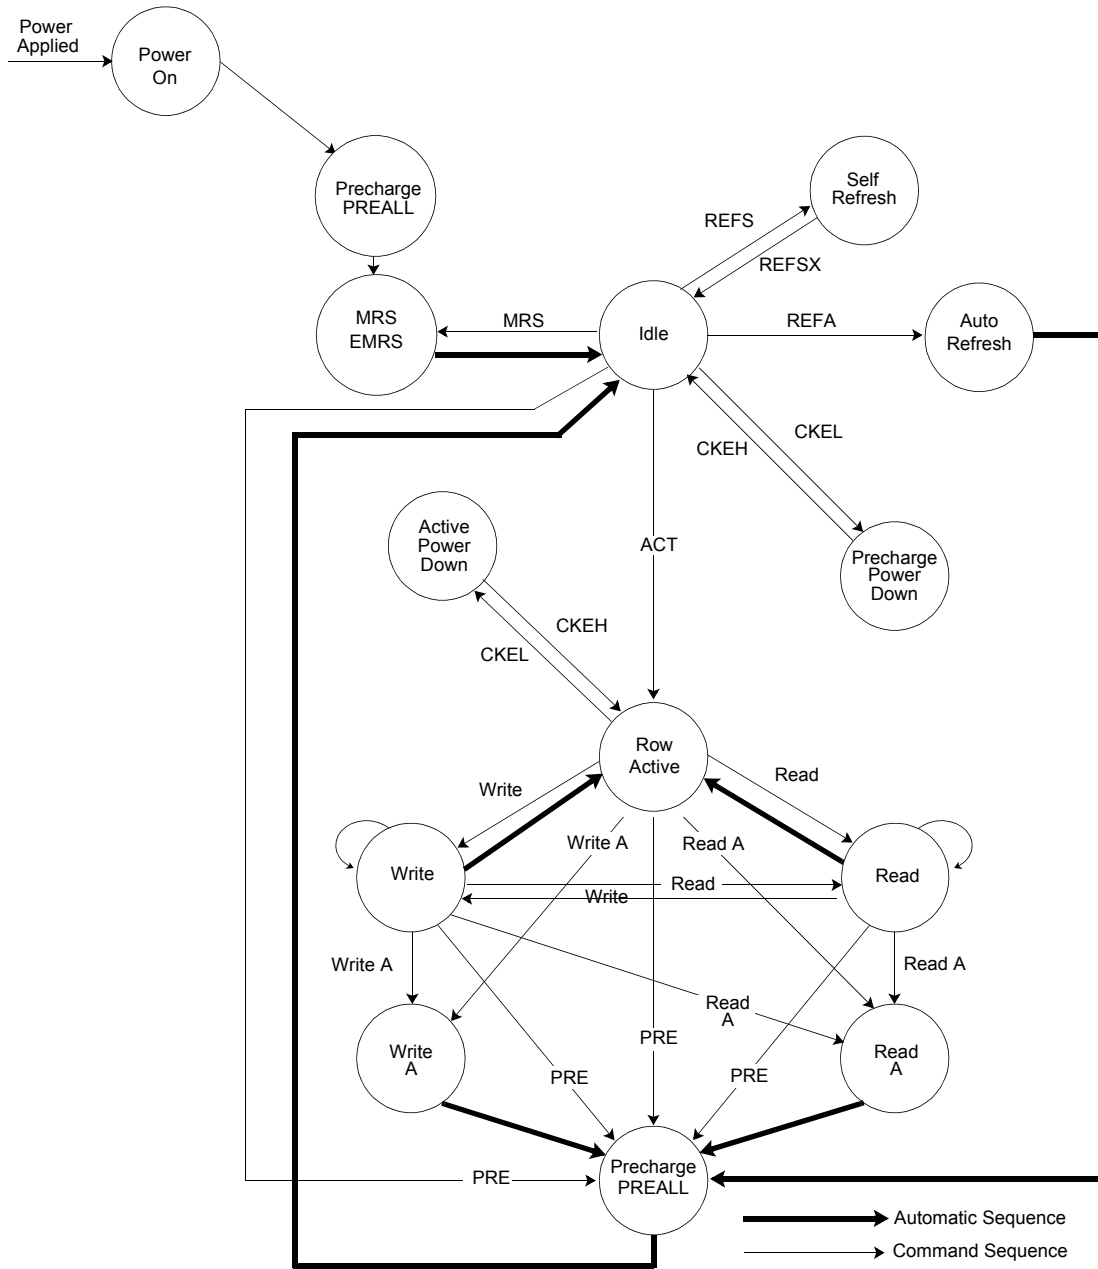 Power
Applied
Power
On
Precharge
PREALL
Self
Refresh
REFS
REFSX
MRS
EMRS
MRS
Idle
REFA
Auto
Refresh
CKEL
CKEH
Active
Power
Down
ACT
Precharge
Power
Down
CKEH
CKEL
Row
Active
Write
Read
Write A
Read A
Write
Read
Read
Write
Write A
Read A
Read
A
Write
A
PRE
Read
A
PRE
PRE
Precharge
PREALL
PRE
Automatic Sequence
Command Sequence